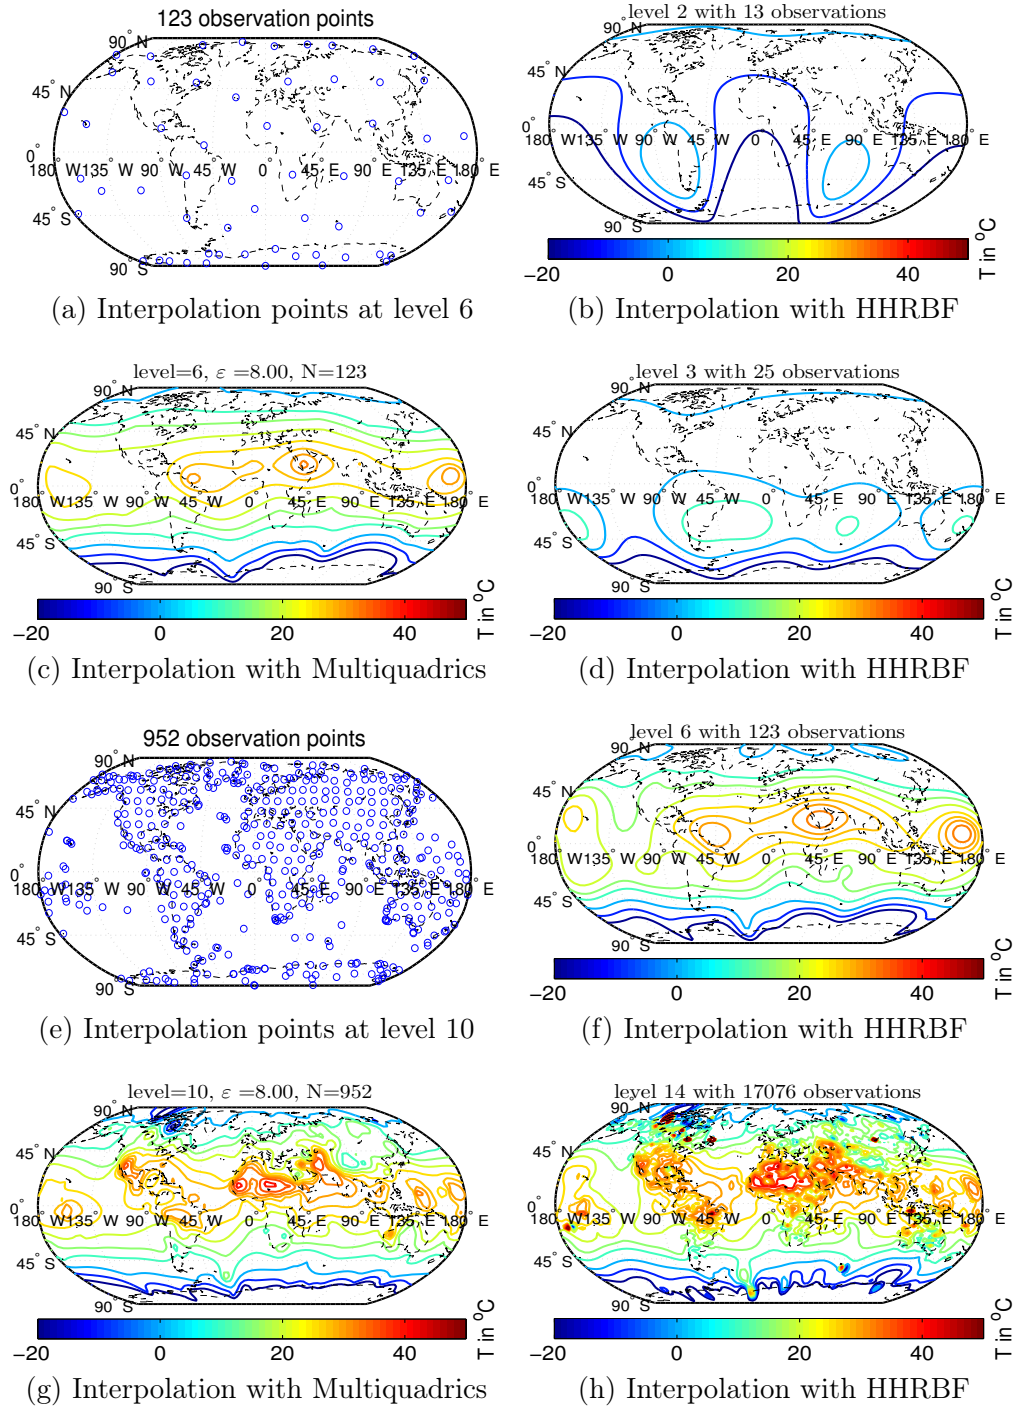 123 observation points
90° N
45° N
0°
180 W135 W 90 W 45 W 0 45 E 90 E 135 E 180 E
45° S
90° S
(a) Interpolation points at level 6
level 2 with 13 observations
90° N
45° N
0°
180 W135 W 90 W 45 W 0 45 E 90 E 135 E 180° E
45° S
90° S
−20 0 20 40
T in °C
(b) Interpolation with HHRBF
level=6, ε =8.00, N=123
90° N
45° N
0°
180 W135 W 90 W 45 W 0 45 E 90 E 135 E 180° E
45° S
90° S
−20 0 20 40
T in °C
(c) Interpolation with Multiquadrics
level 3 with 25 observations
90° N
45° N
0°
180 W135 W 90 W 45 W 0 45 E 90 E 135 E 180° E
45° S
90° S
−20 0 20 40
T in °C
(d) Interpolation with HHRBF
952 observation points
90° N
45° N
0°
180 W135 W 90 W 45 W 0° 45 E 90 E 135 E 180° E
45° S
90° S
(e) Interpolation points at level 10
level 6 with 123 observations
90° N
45° N
0°
180 W135 W 90 W 45 W 0 45 E 90 E 135 E 180° E
45° S
90° S
−20 0 20 40
T in °C
(f) Interpolation with HHRBF
level=10, ε =8.00, N=952
90° N
45° N
0°
180 W135 W 90 W 45 W 0 45 E 90 E 135 E 180° E
45° S
90° S
−20 0 20 40
T in °C
(g) Interpolation with Multiquadrics
level 14 with 17076 observations
90° N
45° N
0°
180 W135 W 90 W 45 W 0 45 E 90 E 135 E 180° E
45° S
90° S
−20 0 20 40
T in °C
(h) Interpolation with HHRBF